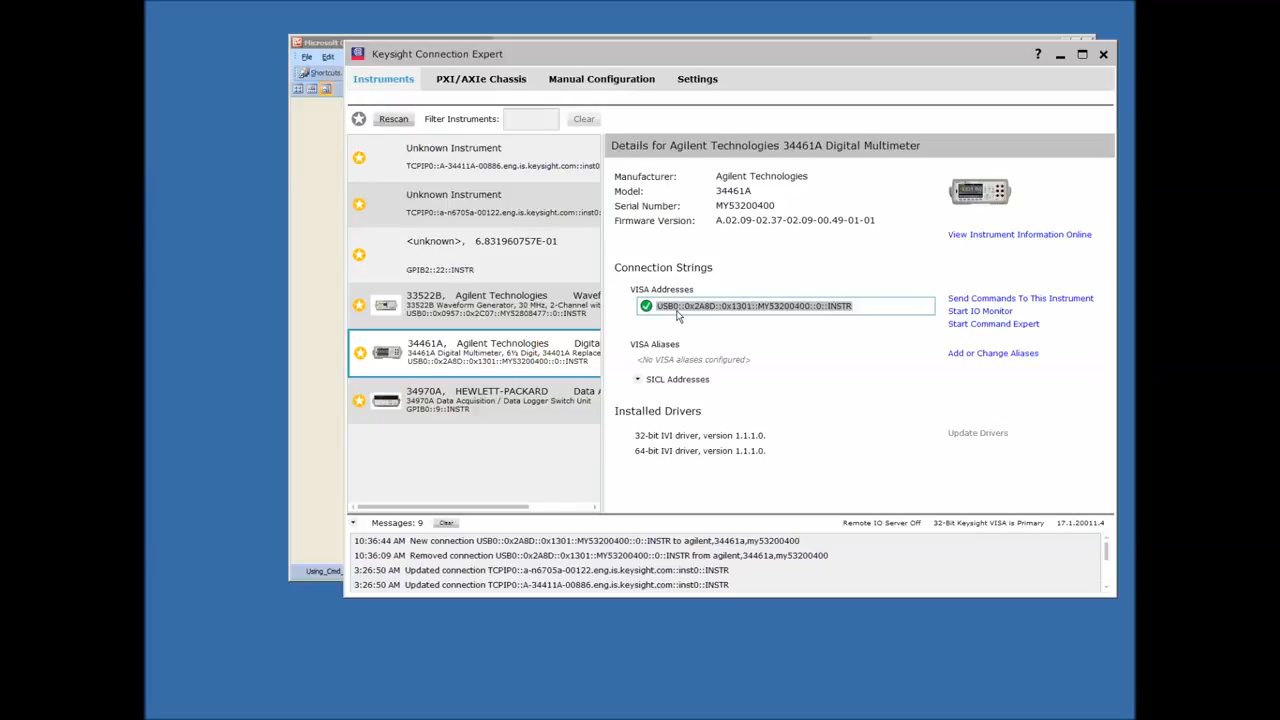 Microsoft
Keysight Connection Expert
File Edit
Shortcuts
Instruments PXI/AXIe Chassis Manual Configuration Settings
Rescan Filter Instruments: Clear
Unknown Instrument
TCPIP0::A-34411A-00886.eng.is.keysight.com::inst0
Unknown Instrument
TCPIP0::a-n6705a-00122.eng.is.keysight.com::inst0
<unknown>, 6.831960757E-01
GPIB2::22::INSTR
33522B, Agilent Technologies Wavef
33522B Waveform Generator, 30 MHz, 2-Channel with
USB0::0x0957::0x2C07::MY52808477::0::INSTR
34461A, Agilent Technologies Digita
34461A Digital Multimeter, 6½ Digit, 34401A Replace
USB0::0x2A8D::0x1301::MY53200400::0::INSTR
34970A, HEWLETT-PACKARD Data A
34970A Data Acquisition / Data Logger Switch Unit
GPIB0::9::INSTR
Details for Agilent Technologies 34461A Digital Multimeter
Manufacturer: Agilent Technologies
Model: 34461A
Serial Number: MY53200400
Firmware Version: A.02.09-02.37-02.09-00.49-01-01
View Instrument Information Online
Connection Strings
VISA Addresses
USB0::0x2A8D::0x1301::MY53200400::0::INSTR
Send Commands To This Instrument
Start IO Monitor
Start Command Expert
VISA Aliases
<No VISA aliases configured>
Add or Change Aliases
SICL Addresses
Installed Drivers
32-bit IVI driver, version 1.1.1.0.
64-bit IVI driver, version 1.1.1.0.
Update Drivers
Messages: 9 Clear Remote IO Server Off 32-Bit Keysight VISA is Primary 17.1.20011.4
10:36:44 AM New connection USB0::0x2A8D::0x1301::MY53200400::0::INSTR to agilent,34461a,my53200400
10:36:09 AM Removed connection USB0::0x2A8D::0x1301::MY53200400::0::INSTR from agilent,34461a,my53200400
3:26:50 AM Updated connection TCPIP0::a-n6705a-00122.eng.is.keysight.com::inst0::INSTR
3:26:50 AM Updated connection TCPIP0::A-34411A-00886.eng.is.keysight.com::inst0::INSTR
Using_Cmd_